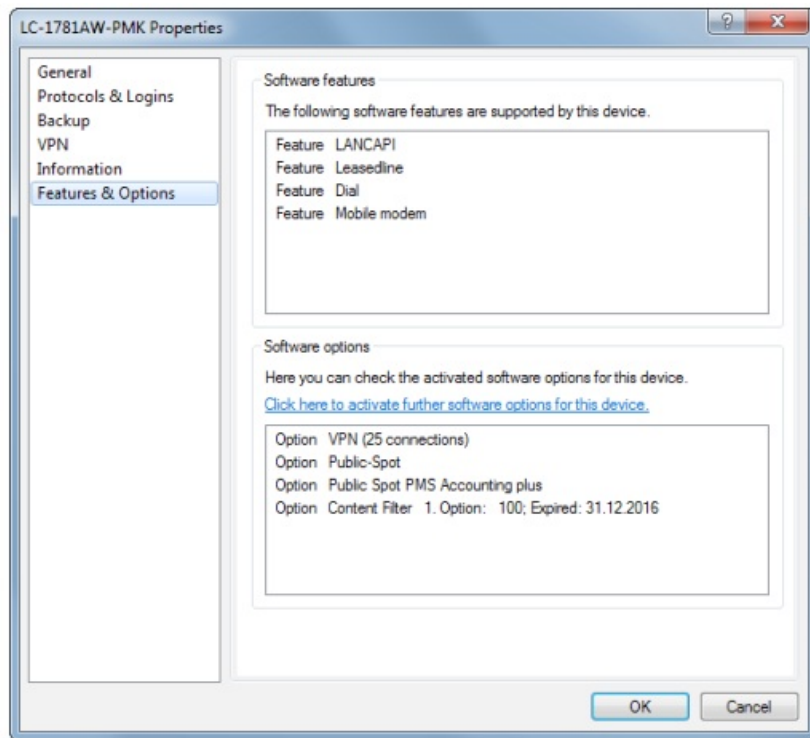 LC-1781AW-PMK Properties
General
Protocols & Logins
Backup
VPN
Information
Features & Options
Software features
The following software features are supported by this device.
Feature LANCAPI
Feature Leasedline
Feature Dial
Feature Mobile modem
Software options
Here you can check the activated software options for this device.
Click here to activate further software options for this device.
Option VPN (25 connections)
Option Public-Spot
Option Public Spot PMS Accounting plus
Option Content Filter 1. Option: 100; Expired: 31.12.2016
OK Cancel